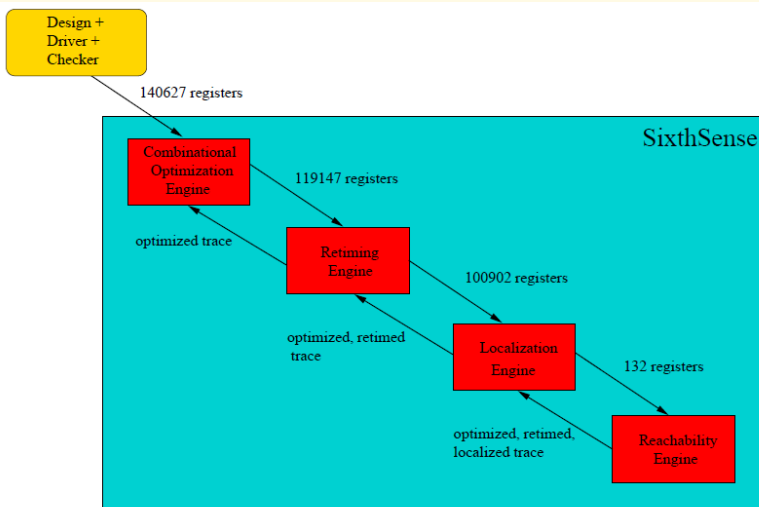 Design +
Driver +
Checker
140627 registers
SixthSense
Combinational
Optimization
Engine
119147 registers
optimized trace
Retiming
Engine
100902 registers
optimized, retimed
trace
Localization
Engine
132 registers
optimized, retimed,
localized trace
Reachability
Engine